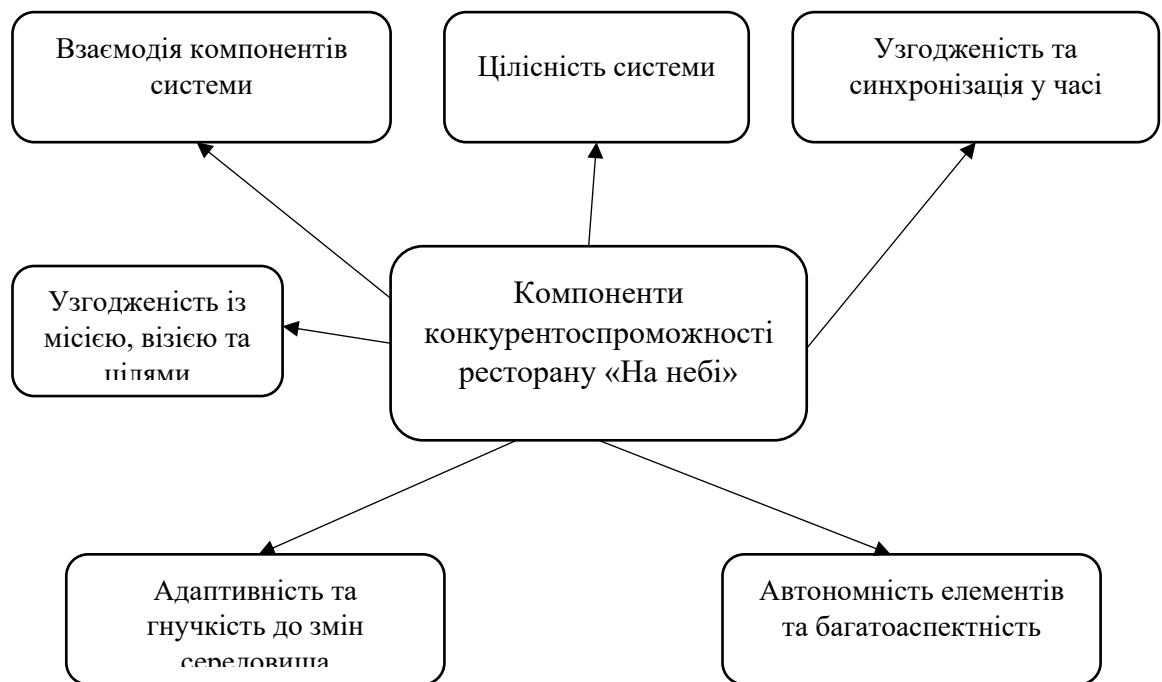 Взаємодія компонентів
системи
Цілісність системи
Узгодженість та
синхронізація у часі
Узгодженість із
місією, візією та
цілями
Компоненти
конкурентоспроможності
ресторану «На небі»
Адаптивність та
гнучкість до змін
середовища
Автономність елементів
та багатоаспектність